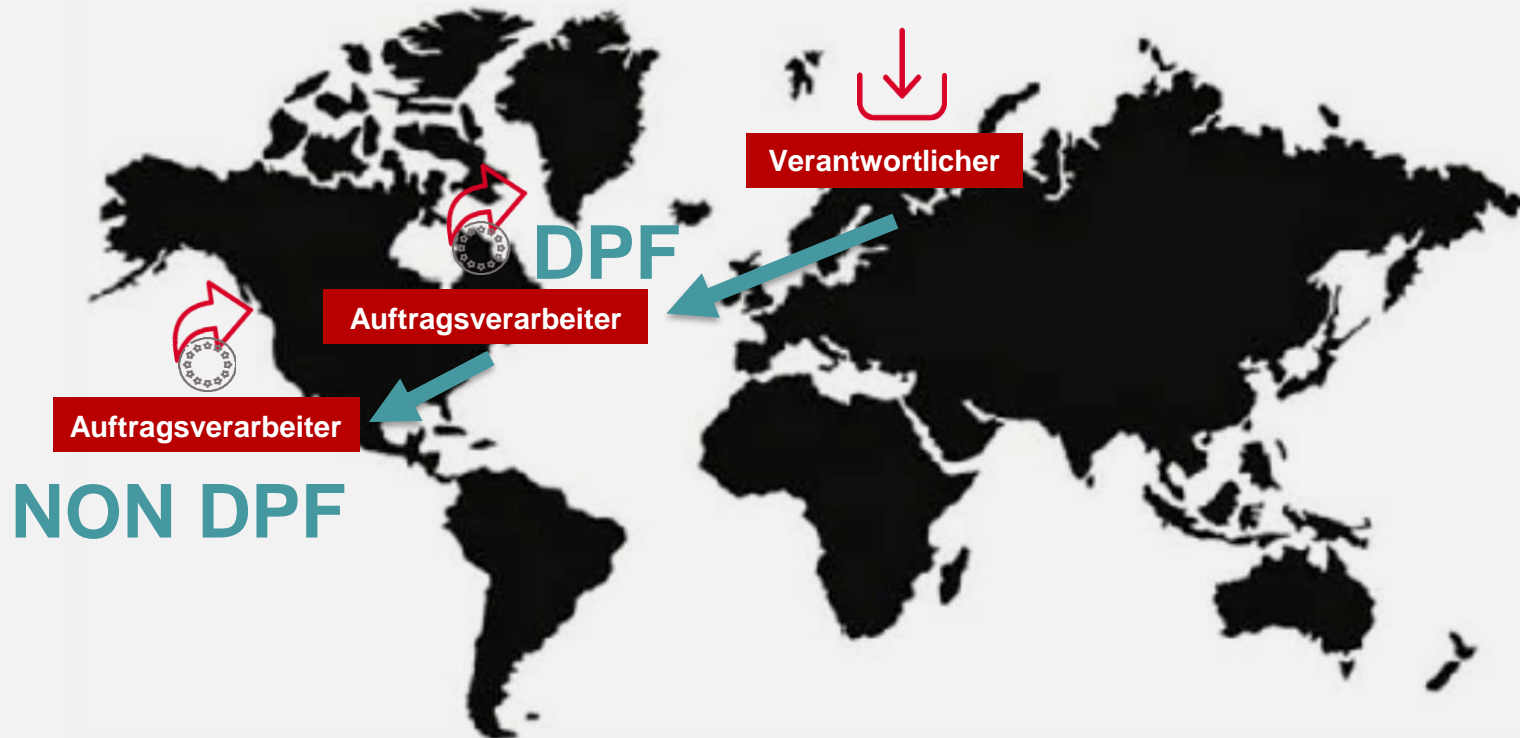 Verantwortlicher
DPF
Auftragsverarbeiter
Auftragsverarbeiter
NON DPF